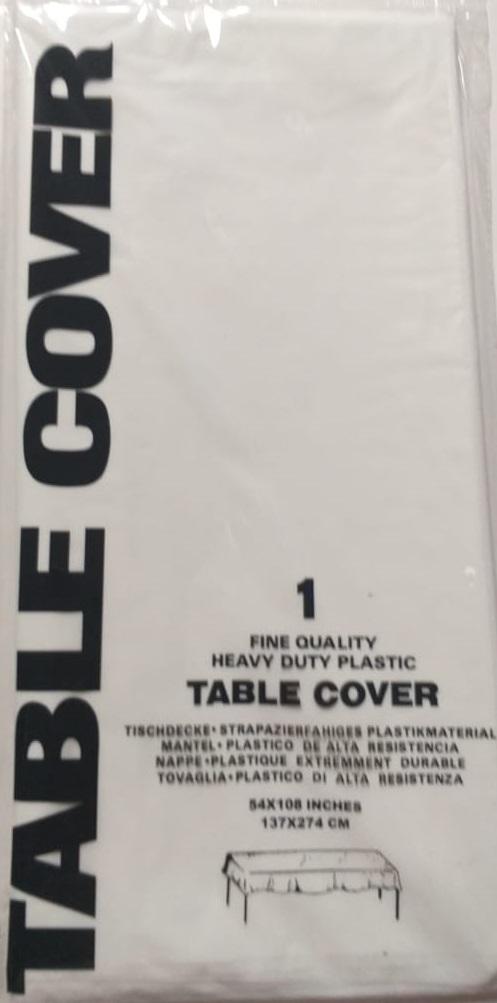 TABLE COVER
1
FINE QUALITY
HEAVY DUTY PLASTIC
TABLE COVER
TISCHDECKE• STRAPAZIERFAHIGES PLASTIKMATERIAL
MANTEL• PLASTICO DE ALTA RESISTENCIA
NAPPE•PLASTIQUE EXTREMMENT DURABLE
TOVAGLIA•PLASTICO DI ALTA RESISTENZA
54X108 INCHES
137X274 CM